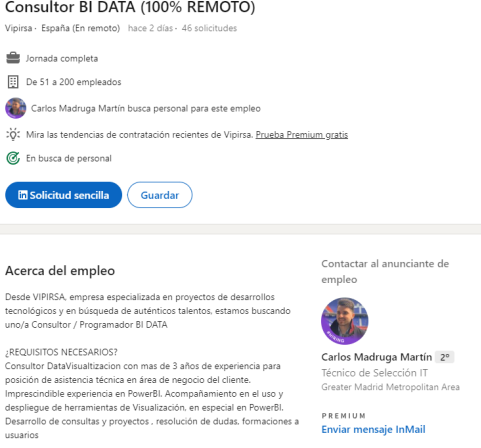 Consultor BI DATA (100% REMOTO)
Vipirsa · España (En remoto) hace 2 días · 46 solicitudes
Jornada completa
De 51 a 200 empleados
Carlos Madruga Martín busca personal para este empleo
Mira las tendencias de contratación recientes de Vipirsa. Prueba Premium gratis
En busca de personal
in Solicitud sencilla
Guardar
Acerca del empleo
Desde VIPIRSA, empresa especializada en proyectos de desarrollos
tecnológicos y en búsqueda de auténticos talentos, estamos buscando
uno/a Consultor / Programador BI DATA
¿REQUISITOS NECESARIOS?
Consultor DataVisualtizacion con mas de 3 años de experiencia para
posición de asistencia técnica en área de negocio del cliente.
Imprescindible experiencia en PowerBI. Acompañamiento en el uso y
despliegue de herramientas de Visualización, en especial en PowerBI.
Desarrollo de consultas y proyectos , resolución de dudas, formaciones a
usuarios
Contactar al anunciante de
empleo
HIRING
Carlos Madruga Martín 2º
Técnico de Selección IT
Greater Madrid Metropolitan Area
PREMIUM
Enviar mensaje InMail